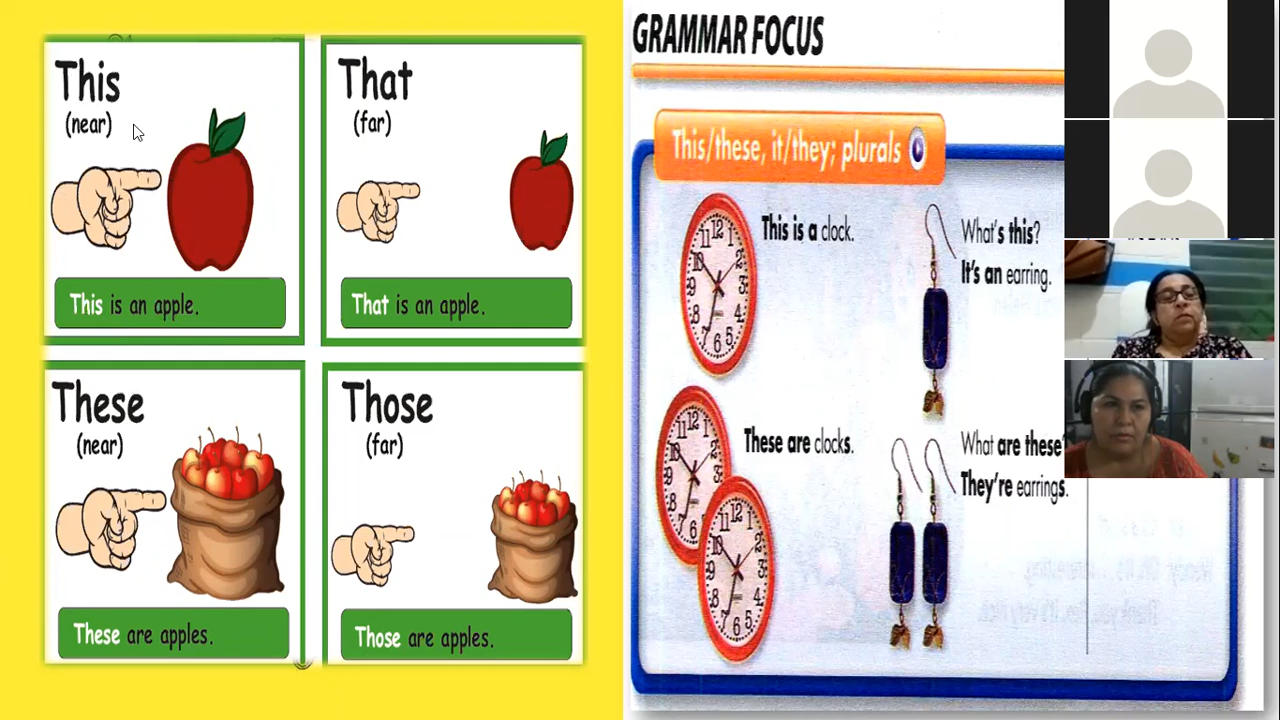 This
(near)
This is an apple.
That
(far)
That is an apple.
These
(near)
These are apples.
Those
(far)
Those are apples.
GRAMMAR FOCUS
This/these, it/they; plurals
This is a clock.
What's this?
It's an earring.
These are clocks.
What are these?
They're earrings.